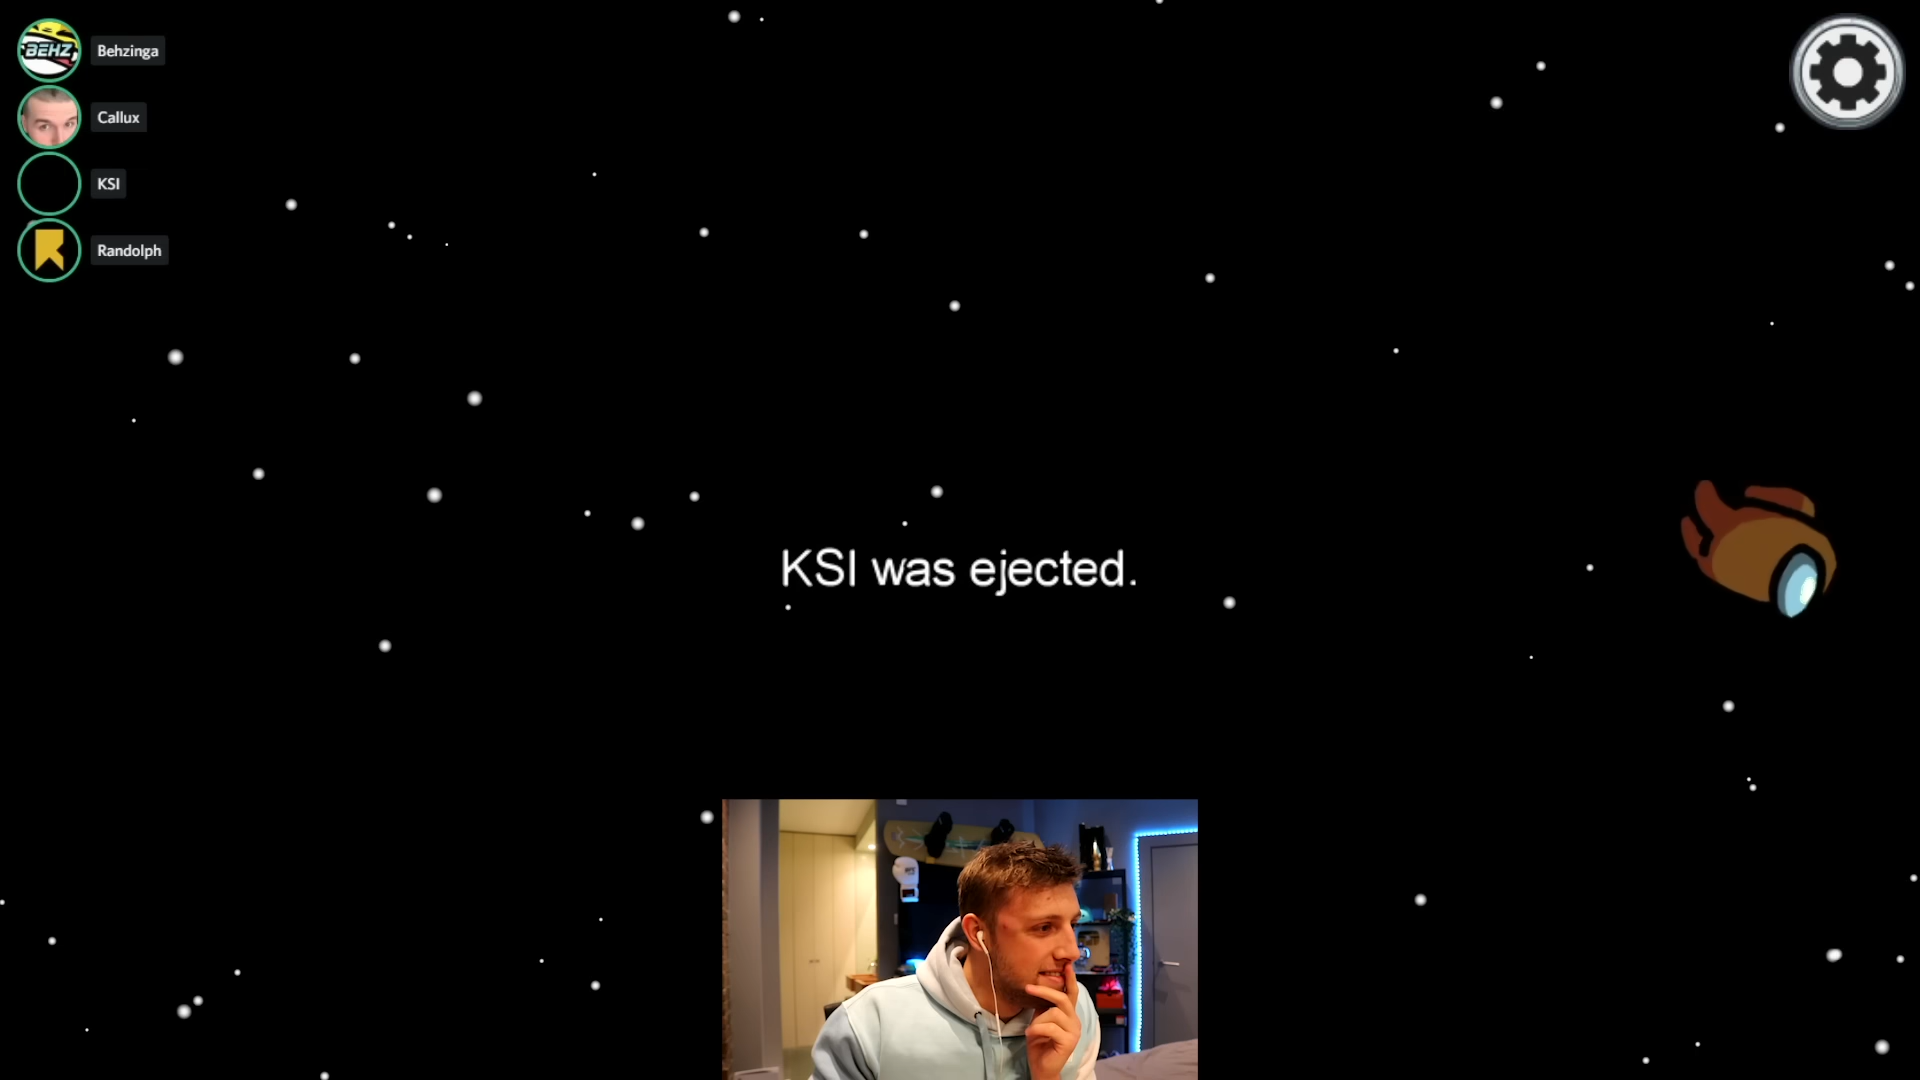 BEHZ
Behzinga
Callux
KSI
Randolph
KSI was ejected.